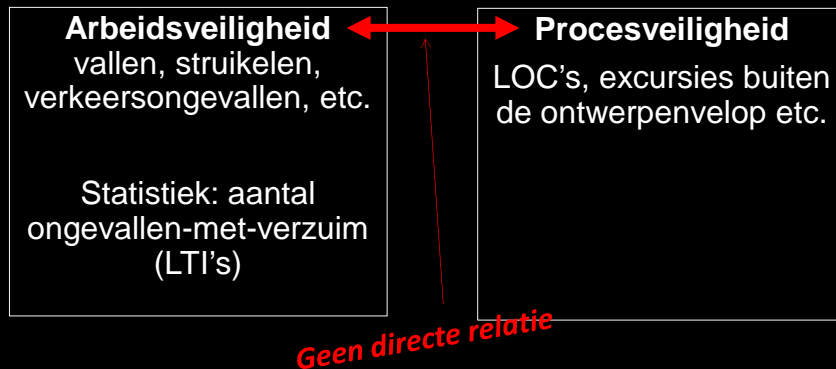 Arbeidsveiligheid
vallen, struikelen,
verkeersongevallen, etc.
Statistiek: aantal
ongevallen-met-verzuim
(LTI's)
Procesveiligheid
LOC's, excursies buiten
de ontwerpenvelop etc.
Geen directe relatie